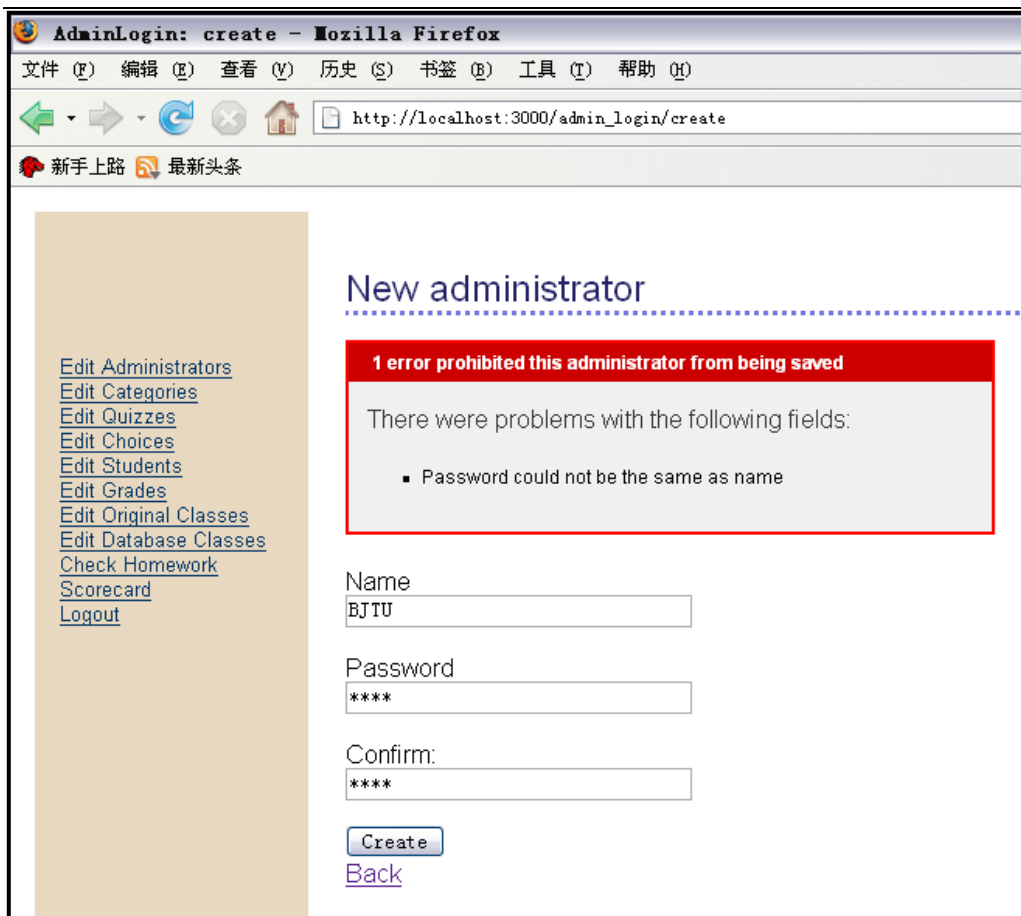 AdminLogin: create - Mozilla Firefox
文件 (F) 编辑 (E) 查看 (V) 历史 (S) 书签 (B) 工具 (T) 帮助 (H)
http://localhost:3000/admin_login/create
新手上路 最新头条
New administrator
1 error prohibited this administrator from being saved
There were problems with the following fields:
Password could not be the same as name
Edit Administrators
Edit Categories
Edit Quizzes
Edit Choices
Edit Students
Edit Grades
Edit Original Classes
Edit Database Classes
Check Homework
Scorecard
Logout
Name
BJTU
Password
****
Confirm:
****
Create
Back